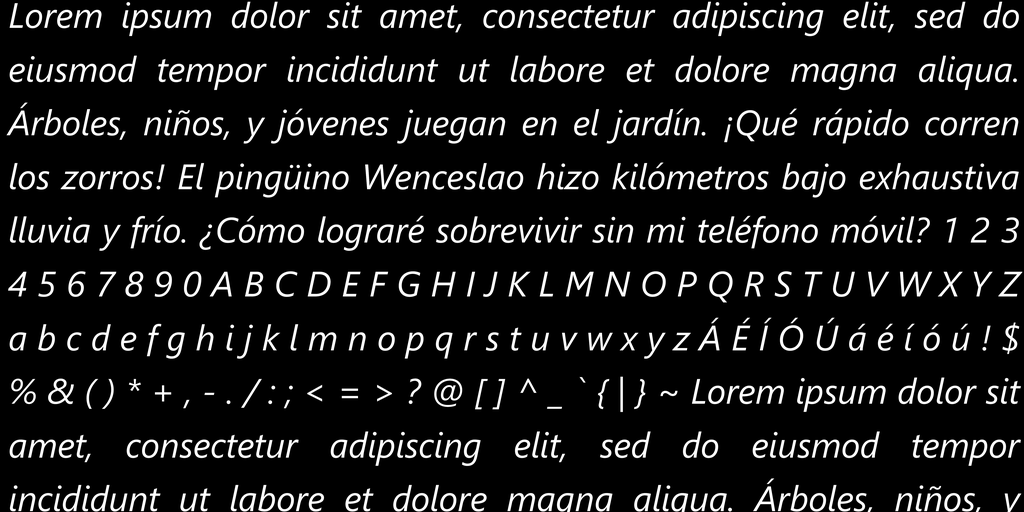 Lorem ipsum dolor sit amet, consectetur adipiscing elit, sed do
eiusmod tempor incididunt ut labore et dolore magna aliqua.
Árboles, niños, y jóvenes juegan en el jardín. ¡Qué rápido corren
los zorros! El pingüino Wenceslao hizo kilómetros bajo exhaustiva
lluvia y frío. ¿Cómo lograré sobrevivir sin mi teléfono móvil? 1 2 3
4 5 6 7 8 9 0 A B C D E F G H I J K L M N O P Q R S T U V W X Y Z
a b c d e f g h i j k l m n o p q r s t u v w x y z Á É Í Ó Ú á é í ó ú ! $
% & ( ) * + , - . / : ; < = > ? @ [ ] ^ _ ` { | } ~ Lorem ipsum dolor sit
amet, consectetur adipiscing elit, sed do eiusmod tempor
incididunt ut labore et dolore magna aliqua. Árboles, niños, y